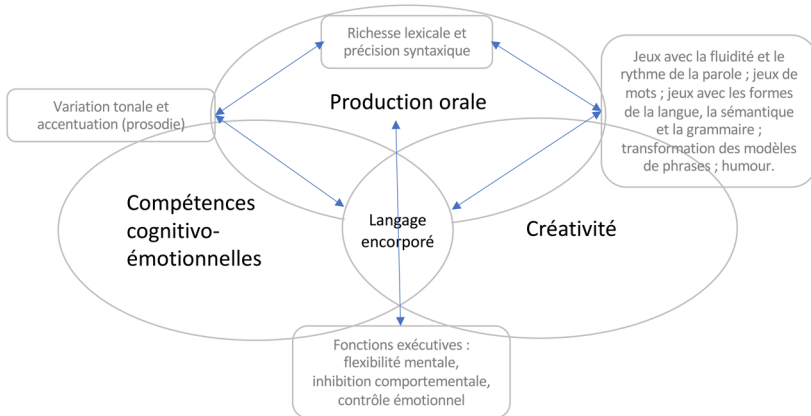 Richesse lexicale et
précision syntaxique
Variation tonale et
accentuation (prosodie)
Production orale
Jeux avec la fluidité et le
rythme de la parole ; jeux de
mots ; jeux avec les formes
de la langue, la sémantique
et la grammaire ;
transformation des modèles
de phrases ; humour.
Compétences
cognitivo-
émotionnelles
Langage
encorporé
Créativité
Fonctions exécutives :
flexibilité mentale,
inhibition comportementale,
contrôle émotionnel